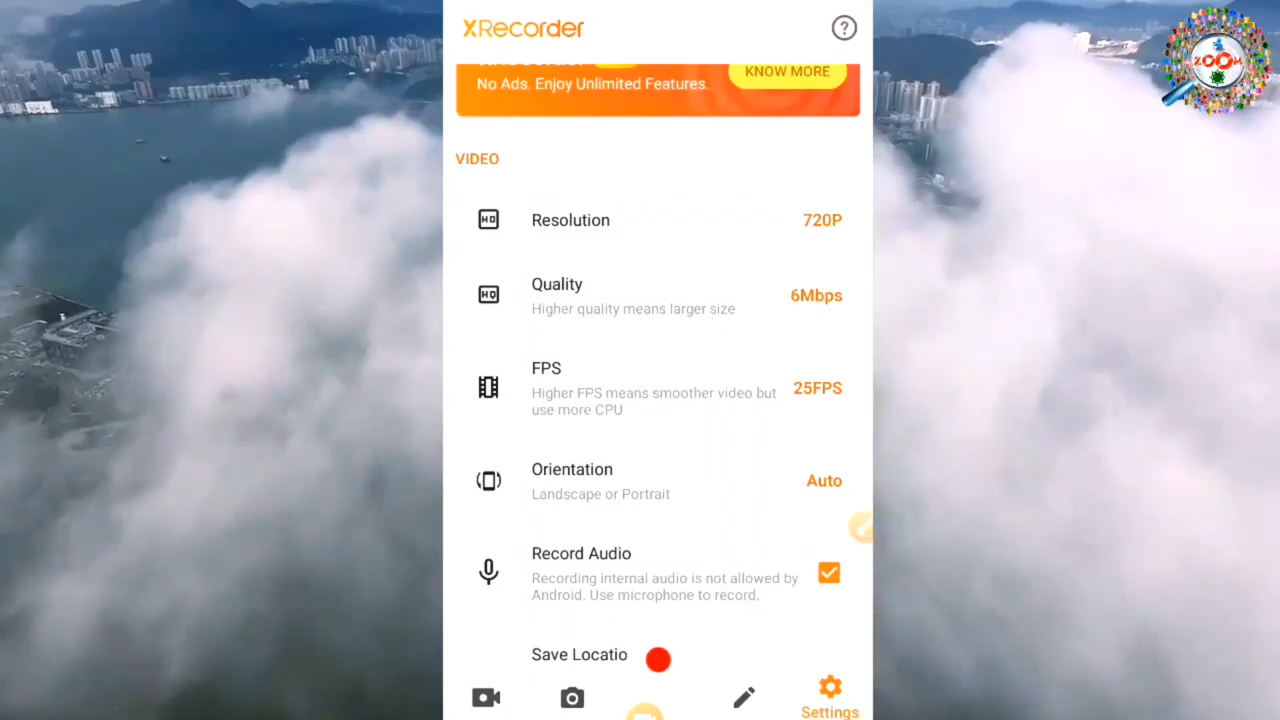 XRecorder
No Ads. Enjoy Unlimited Features.
KNOW MORE
VIDEO
Resolution
720P
Quality
Higher quality means larger size
6Mbps
FPS
Higher FPS means smoother video but
use more CPU
25FPS
Orientation
Landscape or Portrait
Auto
Record Audio
Recording internal audio is not allowed by
Android. Use microphone to record.
Save Locatio
Settings
ZOOM